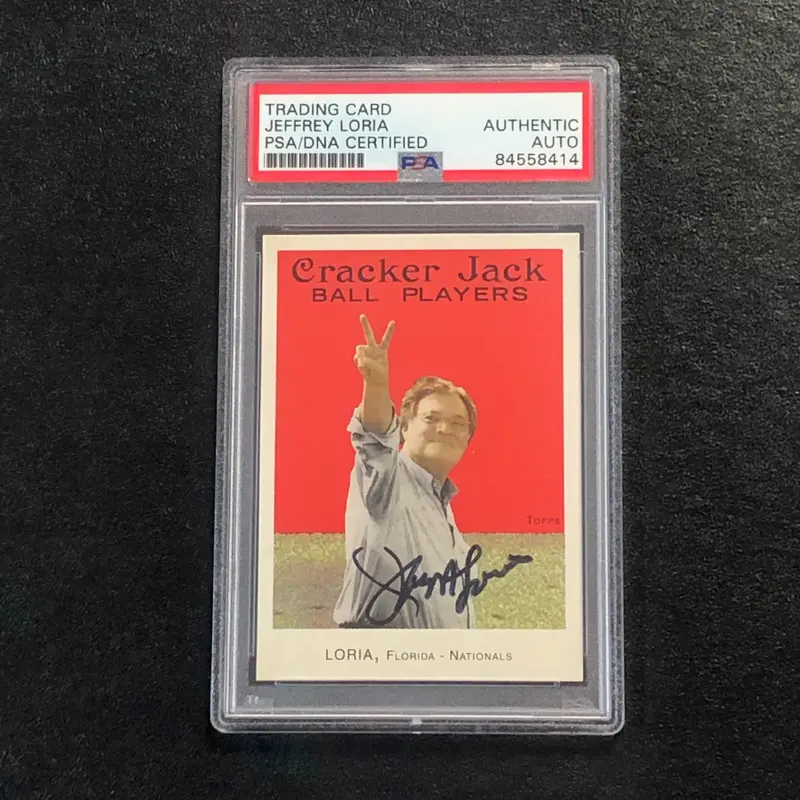 TRADING CARD
JEFFREY LORIA
PSA/DNA CERTIFIED
AUTHENTIC
AUTO
84558414
PSA
Cracker Jack
BALL PLAYERS
TOPPS
LORIA, FLORIDA - NATIONALS